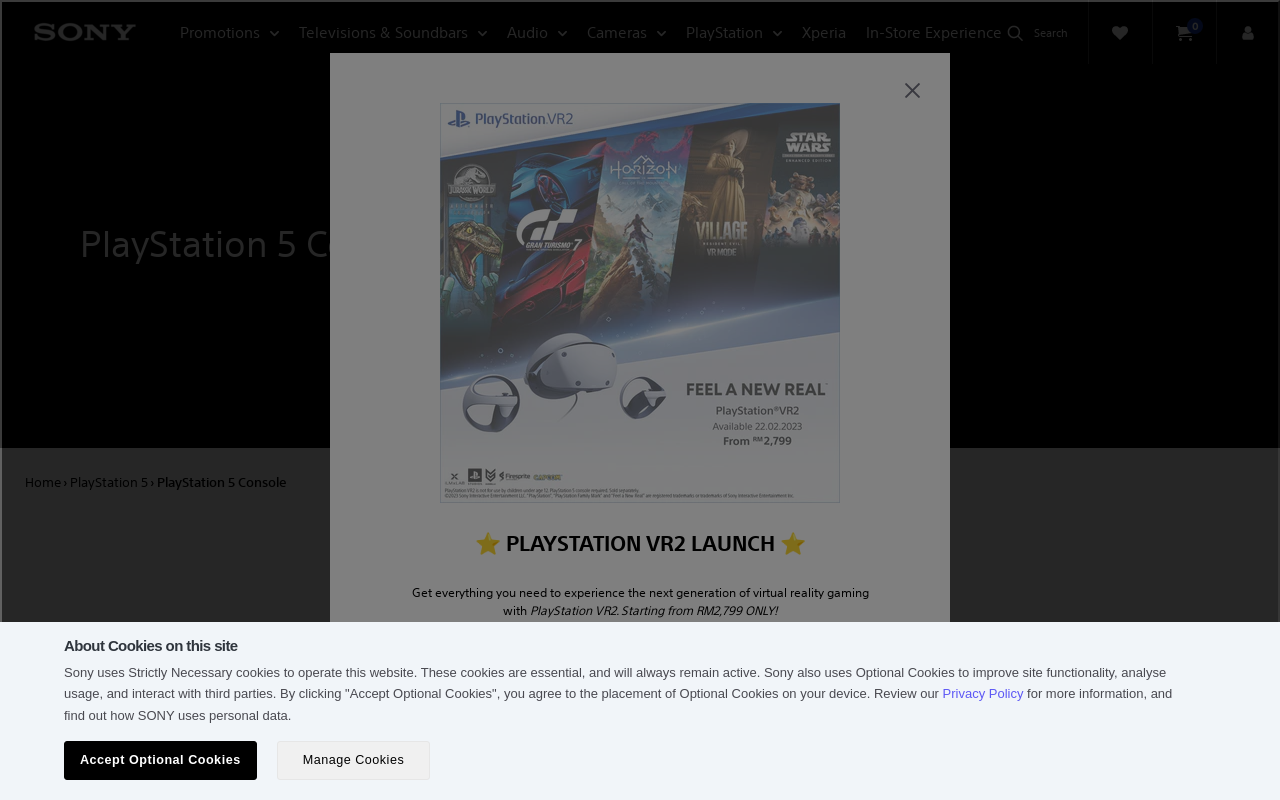 SONY
Promotions
Televisions & Soundbars
Audio
Cameras
PlayStation
Xperia
In-Store Experience
Search
0
PlayStation 5 Co
PlayStation.VR2
JURASSIC WORLD
GRAN TURISMO 7
HORIZON
VILLAGE
RESIDENT EVIL
VR MODE
STAR WARS
ENHANCED EDITION
FEEL A NEW REAL
PlayStation®VR2
Available 22.02.2023
From RM2,799
Firesprite
CAPCOM
Home › PlayStation 5 › PlayStation 5 Console
⭐ PLAYSTATION VR2 LAUNCH ⭐
Get everything you need to experience the next generation of virtual reality gaming
with PlayStation VR2. Starting from RM2,799 ONLY!
About Cookies on this site
Sony uses Strictly Necessary cookies to operate this website. These cookies are essential, and will always remain active. Sony also uses Optional Cookies to improve site functionality, analyse
usage, and interact with third parties. By clicking "Accept Optional Cookies", you agree to the placement of Optional Cookies on your device. Review our Privacy Policy for more information, and
find out how SONY uses personal data.
Accept Optional Cookies
Manage Cookies